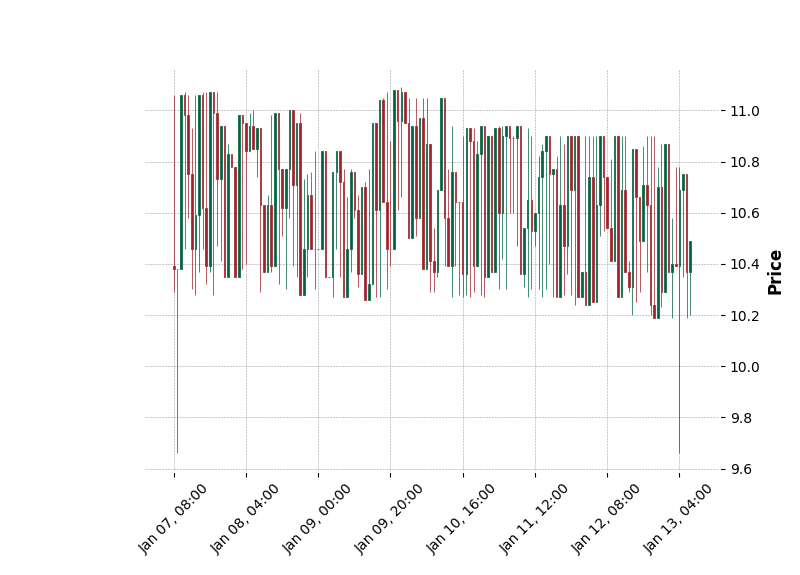 11.0
10.8
10.6
10.4
10.2
10.0
9.8
9.6
Price
Jan 07, 08:00
Jan 08, 04:00
Jan 09, 00:00
Jan 09, 20:00
Jan 10, 16:00
Jan 11, 12:00
Jan 12, 08:00
Jan 13, 04:00